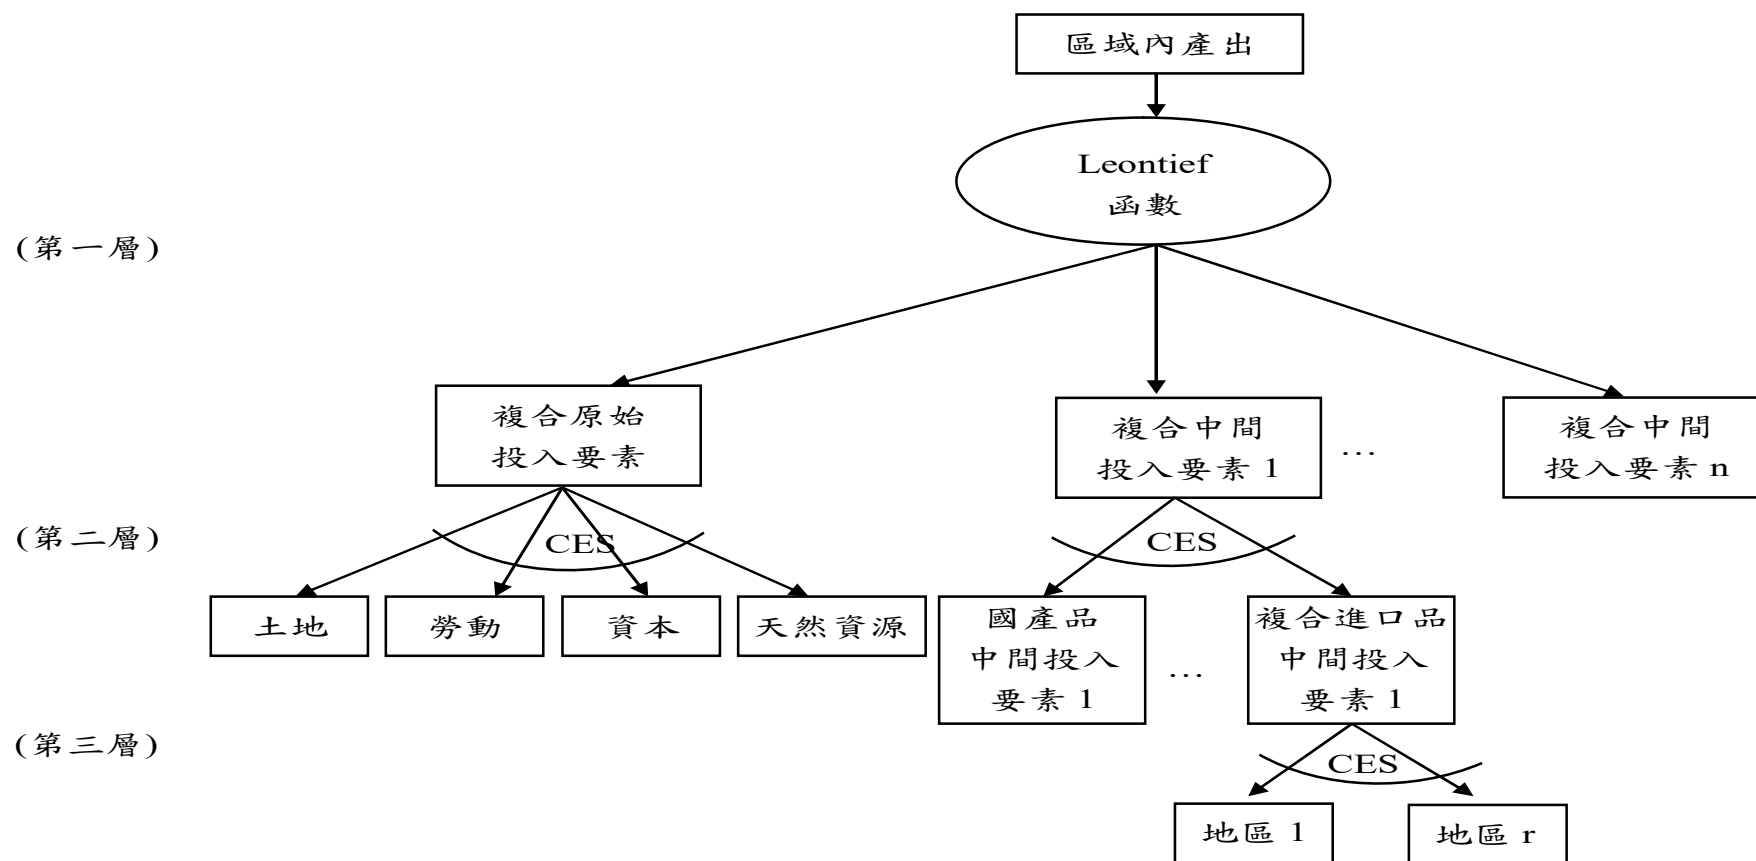 區域內產出
Leontief
函數
(第一層)
複合原始
投入要素
複合中間
投入要素 1
…
複合中間
投入要素 n
(第二層)
CES
CES
土地
勞動
資本
天然資源
國產品
中間投入
要素 1
…
複合進口品
中間投入
要素 1
(第三層)
CES
地區 1
地區 r